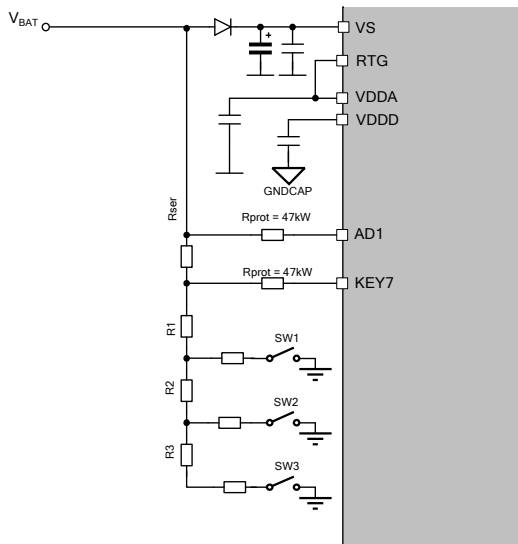 VBAT
VS
RTG
VDDA
VDDD
GNDCAP
Rser
Rprot = 47kW
AD1
Rprot = 47kW
KEY7
R1
SW1
R2
SW2
R3
SW3
+